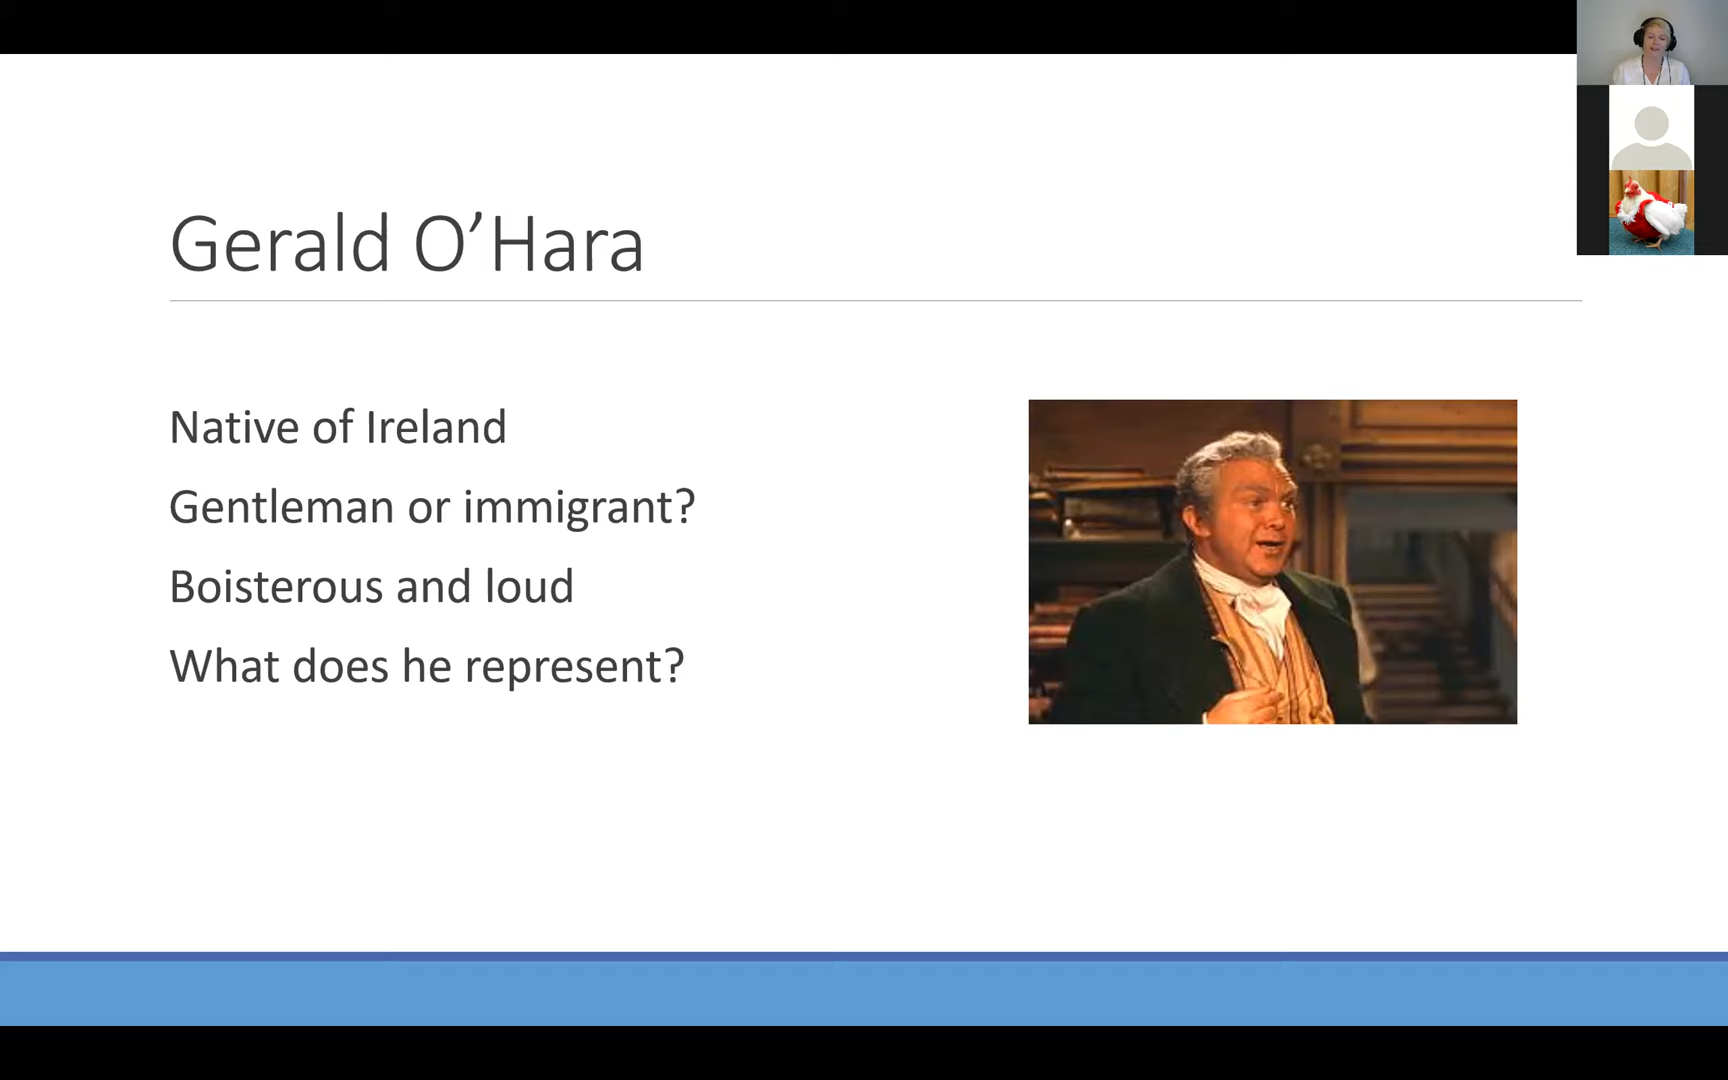 Gerald O’Hara
Native of Ireland
Gentleman or immigrant?
Boisterous and loud
What does he represent?